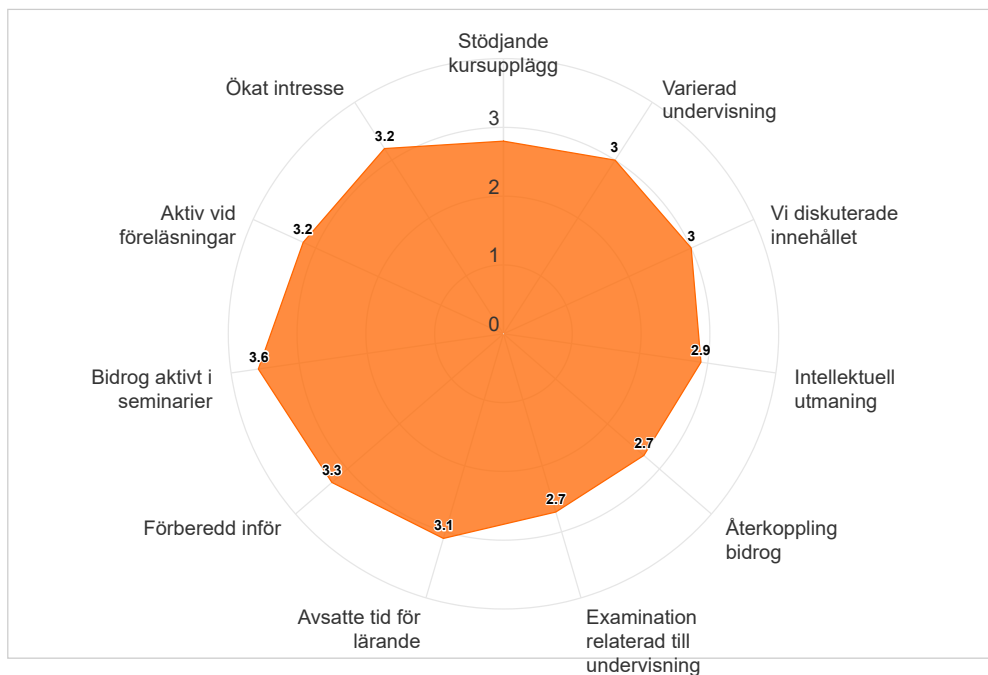 Stödjande
kursupplägg
Ökat intresse
Varierad
undervisning
3
3.2
3
2
Aktiv vid
föreläsningar
3.2
Vi diskuterade
innehållet
3
1
0
Bidrog aktivt i
seminarier
3.6
2.9
Intellektuell
utmaning
3.3
2.7
Förberedd inför
Återkoppling
bidrog
3.1
2.7
Avsatte tid för
lärande
Examination
relaterad till
undervisning